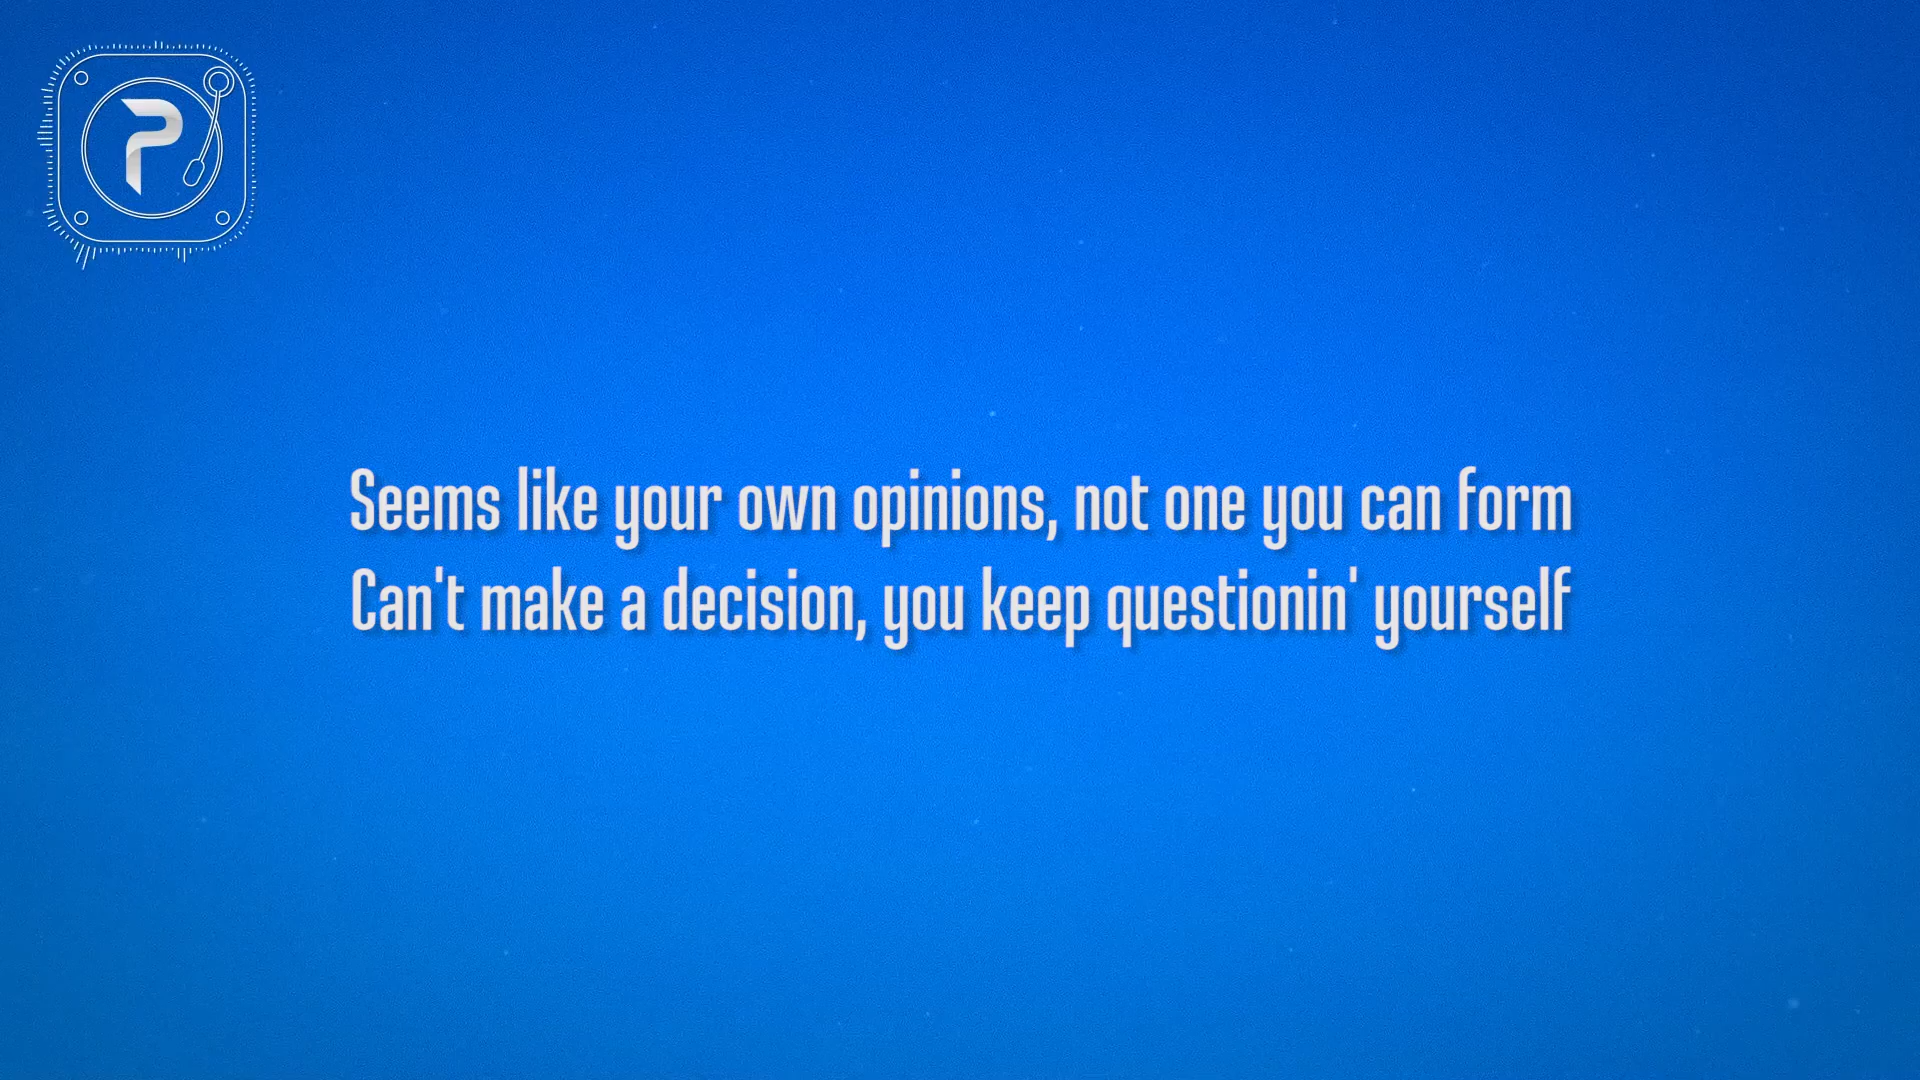 P
Seems like your own opinions, not one you can form
Can't make a decision, you keep questionin' yourself